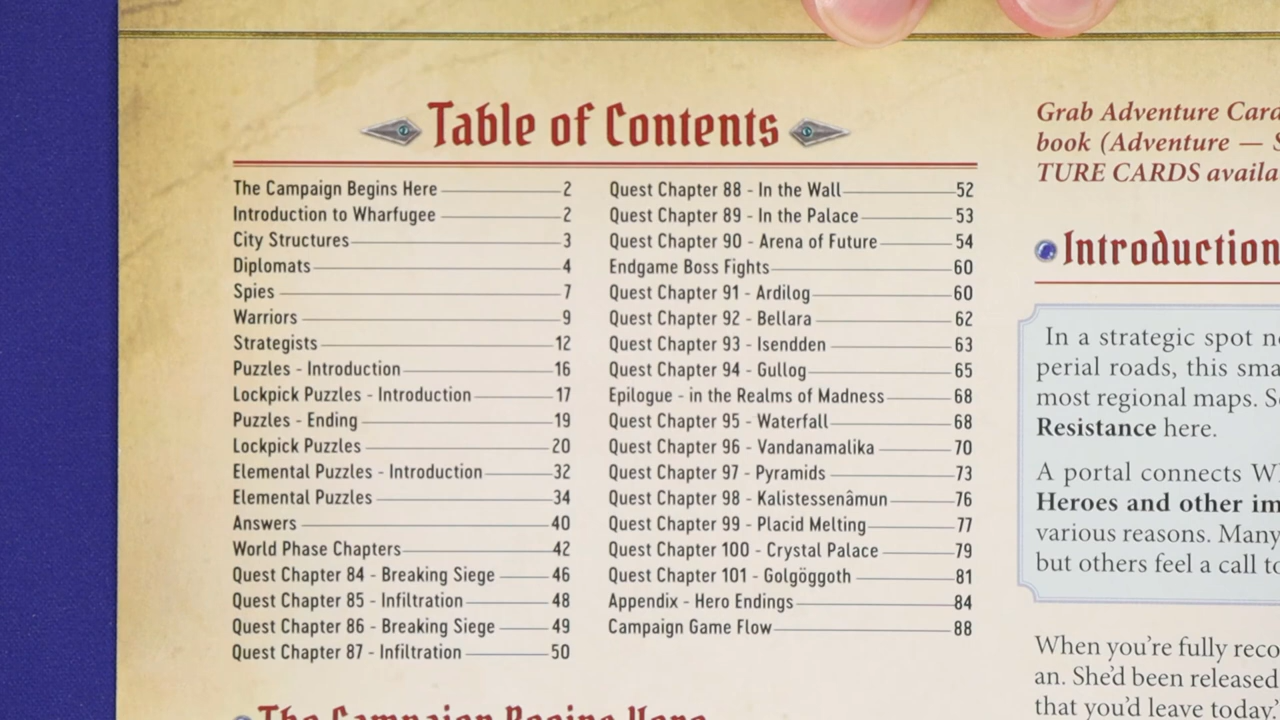 Table of Contents
The Campaign Begins Here 2
Introduction to Wharfugee 2
City Structures 3
Diplomats 4
Spies 7
Warriors 9
Strategists 12
Puzzles - Introduction 16
Lockpick Puzzles - Introduction 17
Puzzles - Ending 19
Lockpick Puzzles 20
Elemental Puzzles - Introduction 32
Elemental Puzzles 34
Answers 40
World Phase Chapters 42
Quest Chapter 84 - Breaking Siege 46
Quest Chapter 85 - Infiltration 48
Quest Chapter 86 - Breaking Siege 49
Quest Chapter 87 - Infiltration 50
Quest Chapter 88 - In the Wall 52
Quest Chapter 89 - In the Palace 53
Quest Chapter 90 - Arena of Future 54
Endgame Boss Fights 60
Quest Chapter 91 - Ardilog 60
Quest Chapter 92 - Bellara 62
Quest Chapter 93 - Isendden 63
Quest Chapter 94 - Gullog 65
Epilogue - in the Realms of Madness 68
Quest Chapter 95 - Waterfall 68
Quest Chapter 96 - Vandanamalika 70
Quest Chapter 97 - Pyramids 73
Quest Chapter 98 - Kalistessenâmun 76
Quest Chapter 99 - Placid Melting 77
Quest Chapter 100 - Crystal Palace 79
Quest Chapter 101 - Golgöggoth 81
Appendix - Hero Endings 84
Campaign Game Flow 88
The Campaign Begins Here
Grab Adventure Card
book (Adventure — S
TURE CARDS availa
Introduction
In a strategic spot n
perial roads, this sma
most regional maps. S
Resistance here.
A portal connects W
Heroes and other im
various reasons. Many
but others feel a call to
When you're fully reco
an. She'd been released
that you'd leave today